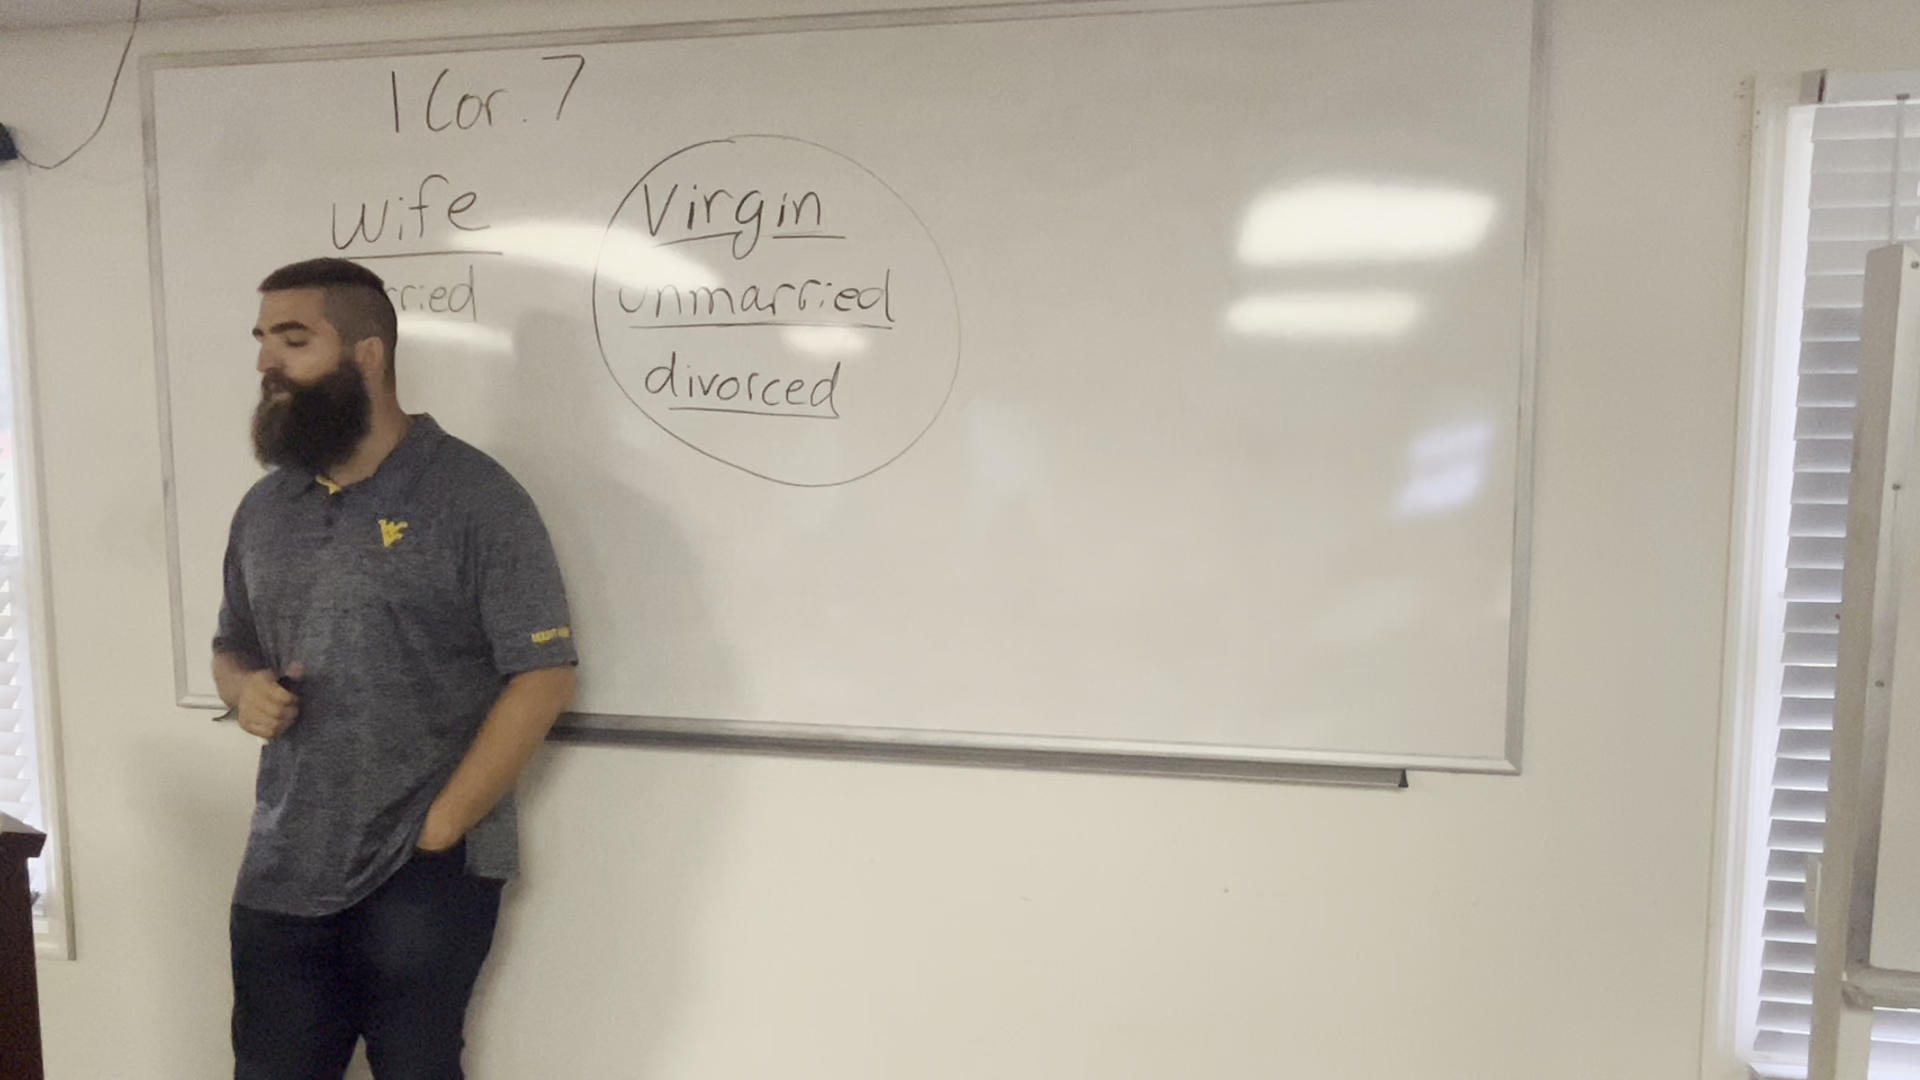 1 Cor. 7
wife
Virgin
unmarried
divorced